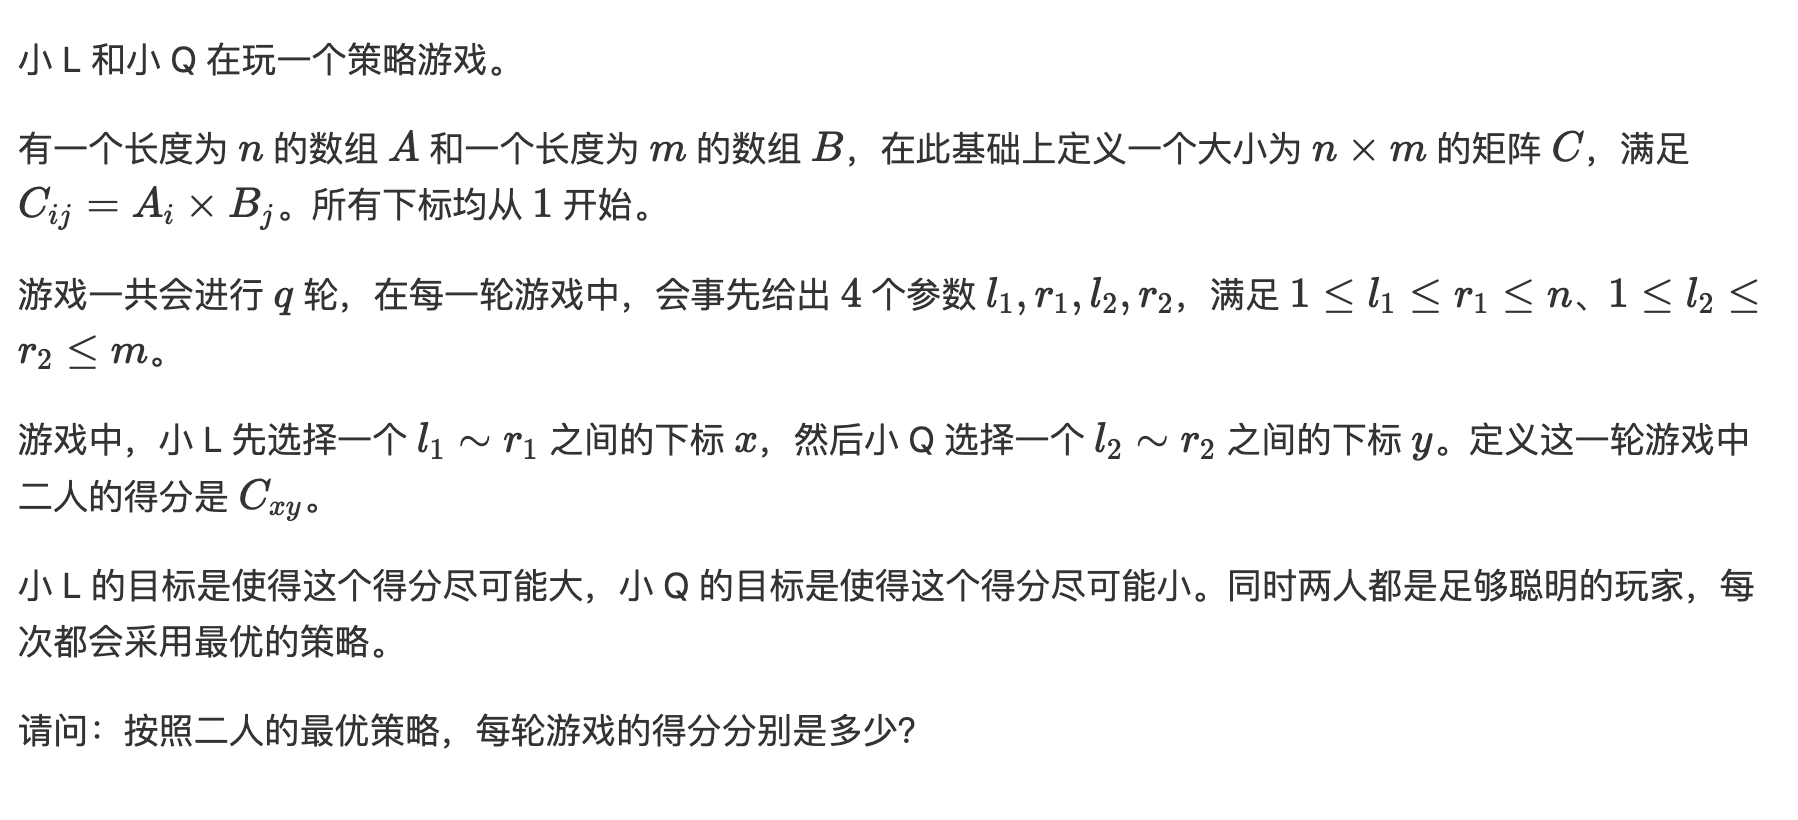 小 L 和小 Q 在玩一个策略游戏。
有一个长度为 n 的数组 A 和一个长度为 m 的数组 B，在此基础上定义一个大小为 n × m 的矩阵 C，满足
C_{ij} = A_i × B_j。所有下标均从 1 开始。
游戏一共会进行 q 轮，在每一轮游戏中，会事先给出 4 个参数 l_1, r_1, l_2, r_2，满足 1 ≤ l_1 ≤ r_1 ≤ n、1 ≤ l_2 ≤
r_2 ≤ m。
游戏中，小 L 先选择一个 l_1 ∼ r_1 之间的下标 x，然后小 Q 选择一个 l_2 ∼ r_2 之间的下标 y。定义这一轮游戏中
二人的得分是 C_{xy}。
小 L 的目标是使得这个得分尽可能大，小 Q 的目标是使得这个得分尽可能小。同时两人都是足够聪明的玩家，每
次都会采用最优的策略。
请问：按照二人的最优策略，每轮游戏的得分分别是多少？